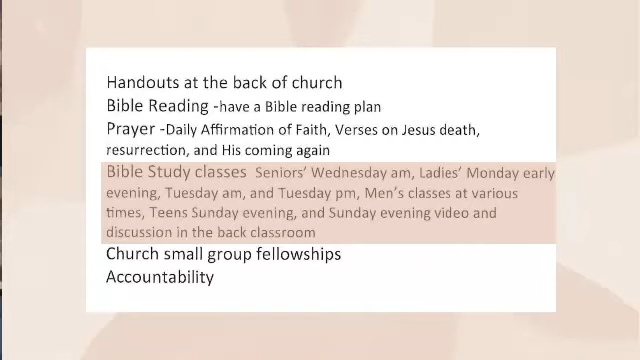 Handouts at the back of church
Bible Reading -have a Bible reading plan
Prayer -Daily Affirmation of Faith, Verses on Jesus death,
resurrection, and His coming again
Bible Study classes  Seniors' Wednesday am, Ladies' Monday early
evening, Tuesday am, and Tuesday pm, Men's classes at various
times, Teens Sunday evening, and Sunday evening video and
discussion in the back classroom
Church small group fellowships
Accountability